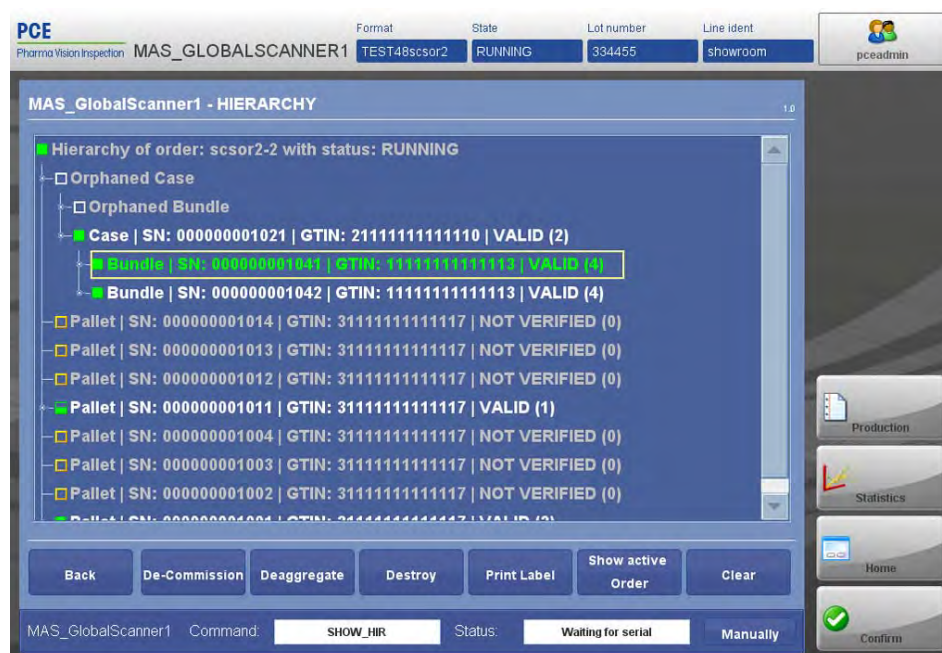 PCE
Pharma Vision Inspection
MAS_GLOBALSCANNER1
Format
TEST48scsor2
State
RUNNING
Lot number
334455
Line ident
showroom
pceadmin
MAS_GlobalScanner1 - HIERARCHY
1.0
Hierarchy of order: scsor2-2 with status: RUNNING
Orphaned Case
Orphaned Bundle
Case | SN: 000000001021 | GTIN: 21111111111110 | VALID (2)
Bundle | SN: 000000001041 | GTIN: 11111111111113 | VALID (4)
Bundle | SN: 000000001042 | GTIN: 11111111111113 | VALID (4)
Pallet | SN: 000000001014 | GTIN: 31111111111117 | NOT VERIFIED (0)
Pallet | SN: 000000001013 | GTIN: 31111111111117 | NOT VERIFIED (0)
Pallet | SN: 000000001012 | GTIN: 31111111111117 | NOT VERIFIED (0)
Pallet | SN: 000000001011 | GTIN: 31111111111117 | VALID (1)
Pallet | SN: 000000001004 | GTIN: 31111111111117 | NOT VERIFIED (0)
Pallet | SN: 000000001003 | GTIN: 31111111111117 | NOT VERIFIED (0)
Pallet | SN: 000000001002 | GTIN: 31111111111117 | NOT VERIFIED (0)
Production
Statistics
Home
Confirm
Back
De-Commission
Deaggregate
Destroy
Print Label
Show active
Order
Clear
MAS_GlobalScanner1
Command:
SHOW_HIR
Status:
Waiting for serial
Manually